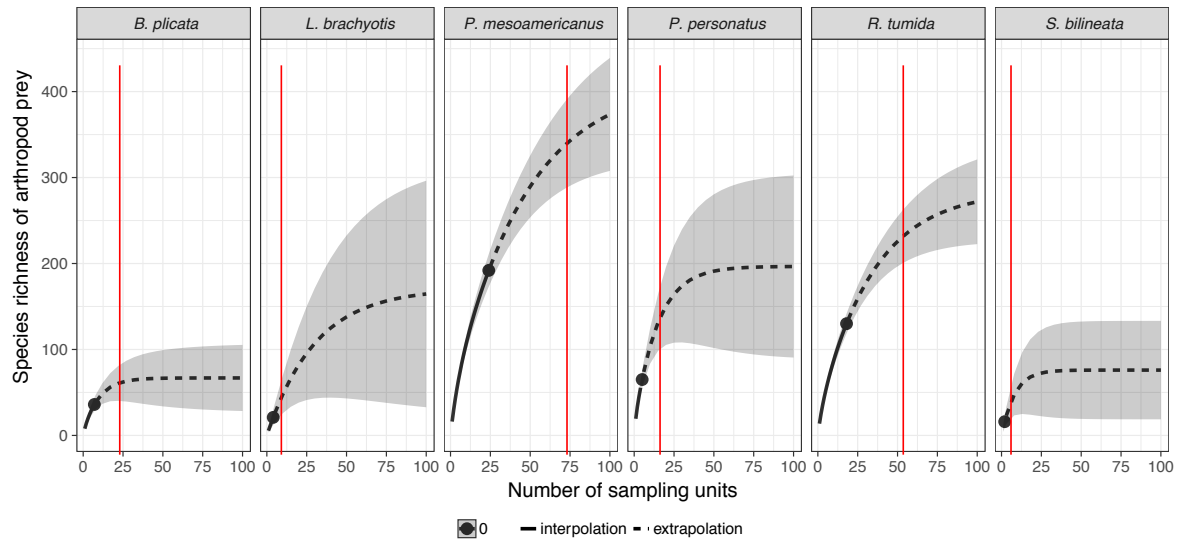 B. plicata
L. brachyotis
P. mesoamericanus
P. personatus
R. tumida
S. bilineata
Species richness of arthropod prey
400
300
200
100
0
0 25 50 75 100
0 25 50 75 100
0 25 50 75 100
0 25 50 75 100
0 25 50 75 100
0 25 50 75 100
Number of sampling units
0 interpolation extrapolation